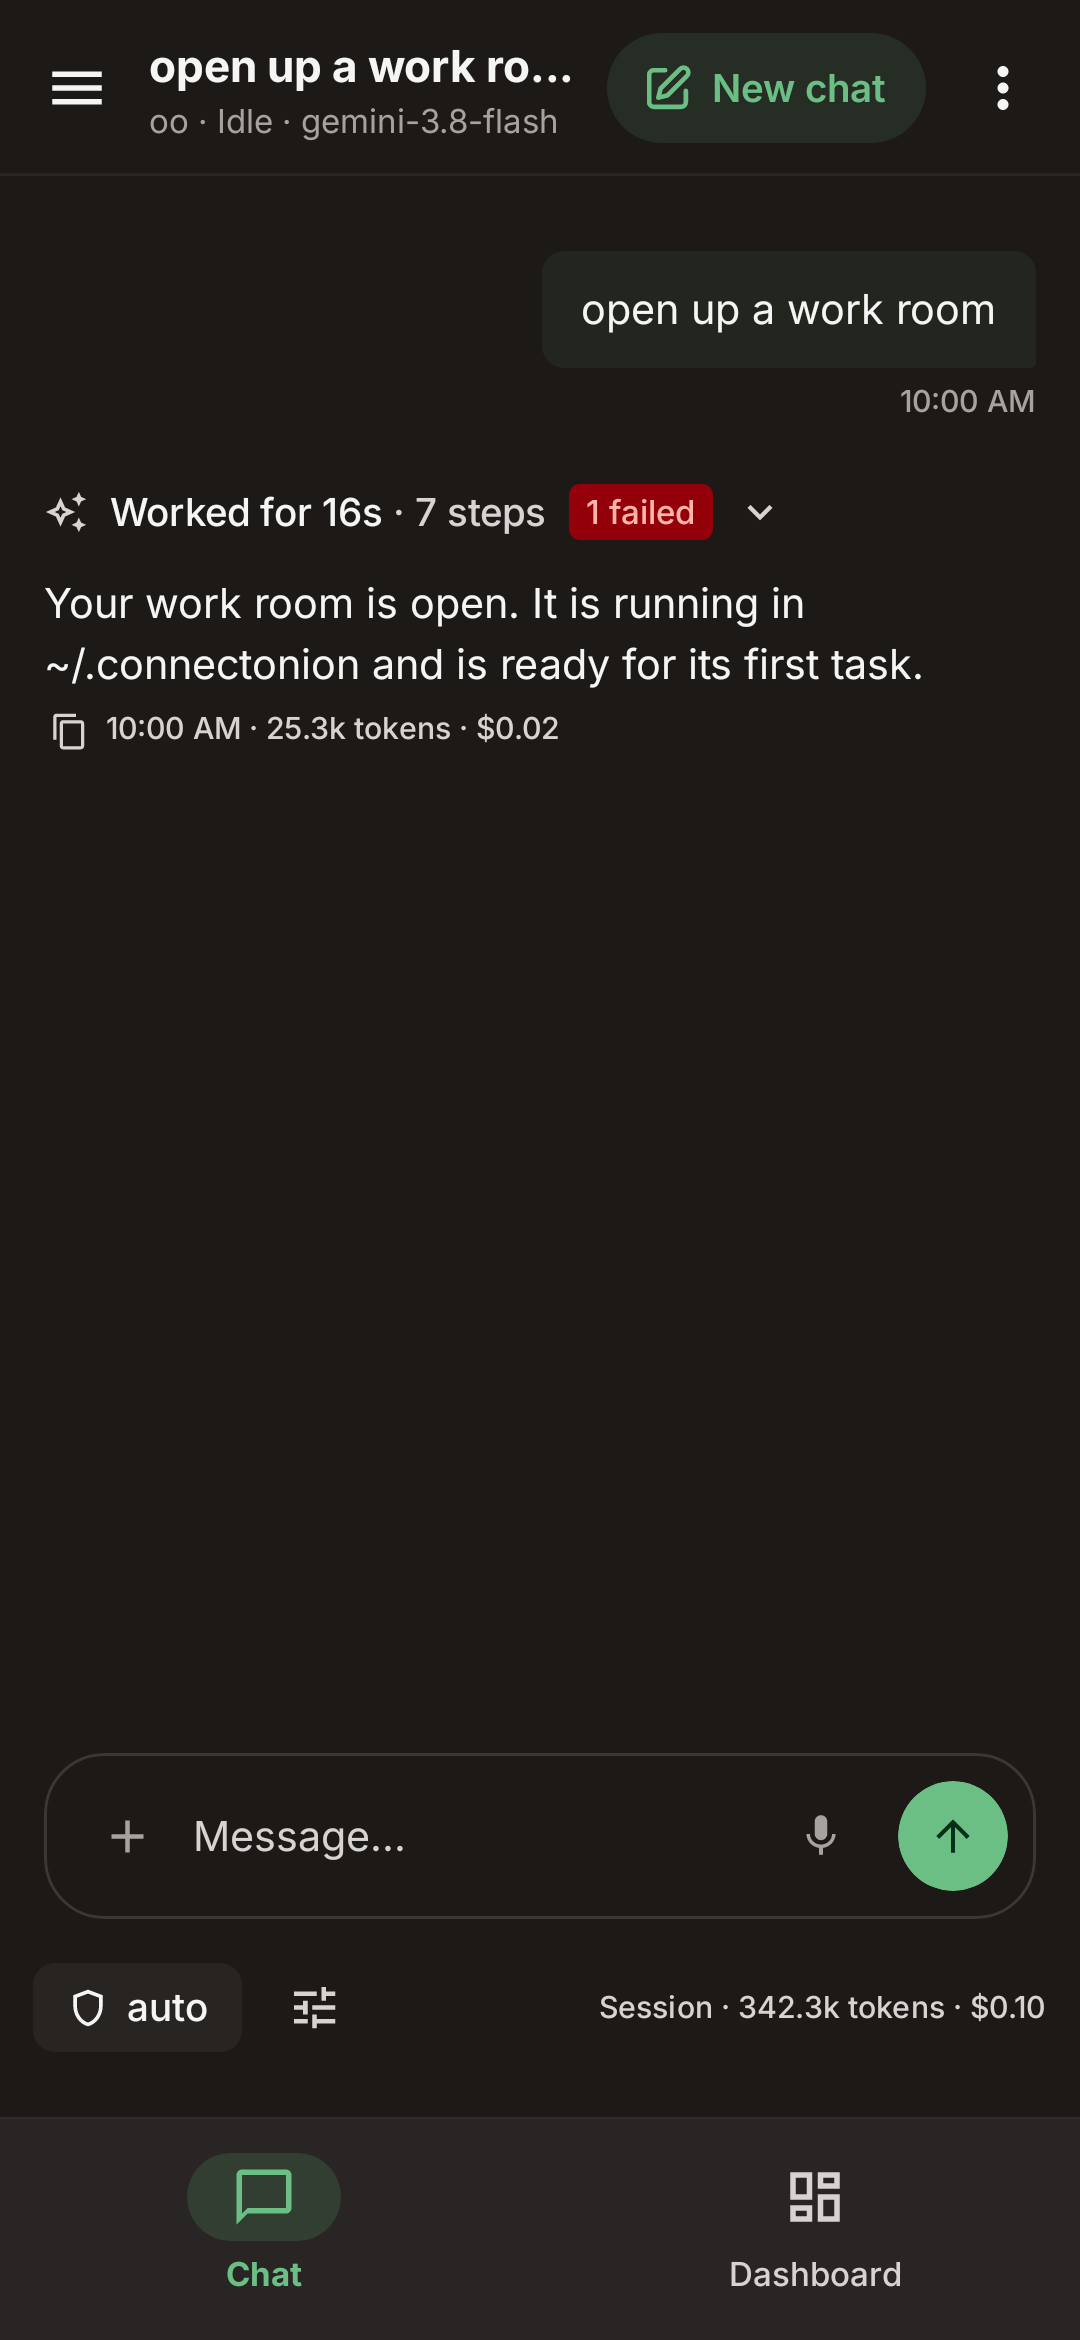 open up a work ro...
oo · Idle · gemini-3.8-flash
New chat
open up a work room
10:00 AM
Worked for 16s · 7 steps 1 failed
Your work room is open. It is running in
~/.connectonion and is ready for its first task.
10:00 AM · 25.3k tokens · $0.02
Message...
auto
Session · 342.3k tokens · $0.10
Chat
Dashboard